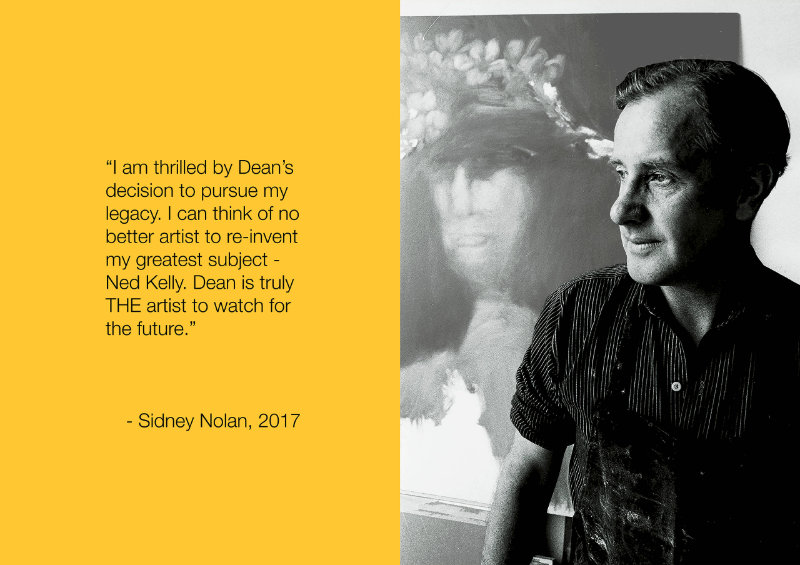 “I am thrilled by Dean’s
decision to pursue my
legacy. I can think of no
better artist to re-invent
my greatest subject -
Ned Kelly. Dean is truly
THE artist to watch for
the future.”
- Sidney Nolan, 2017